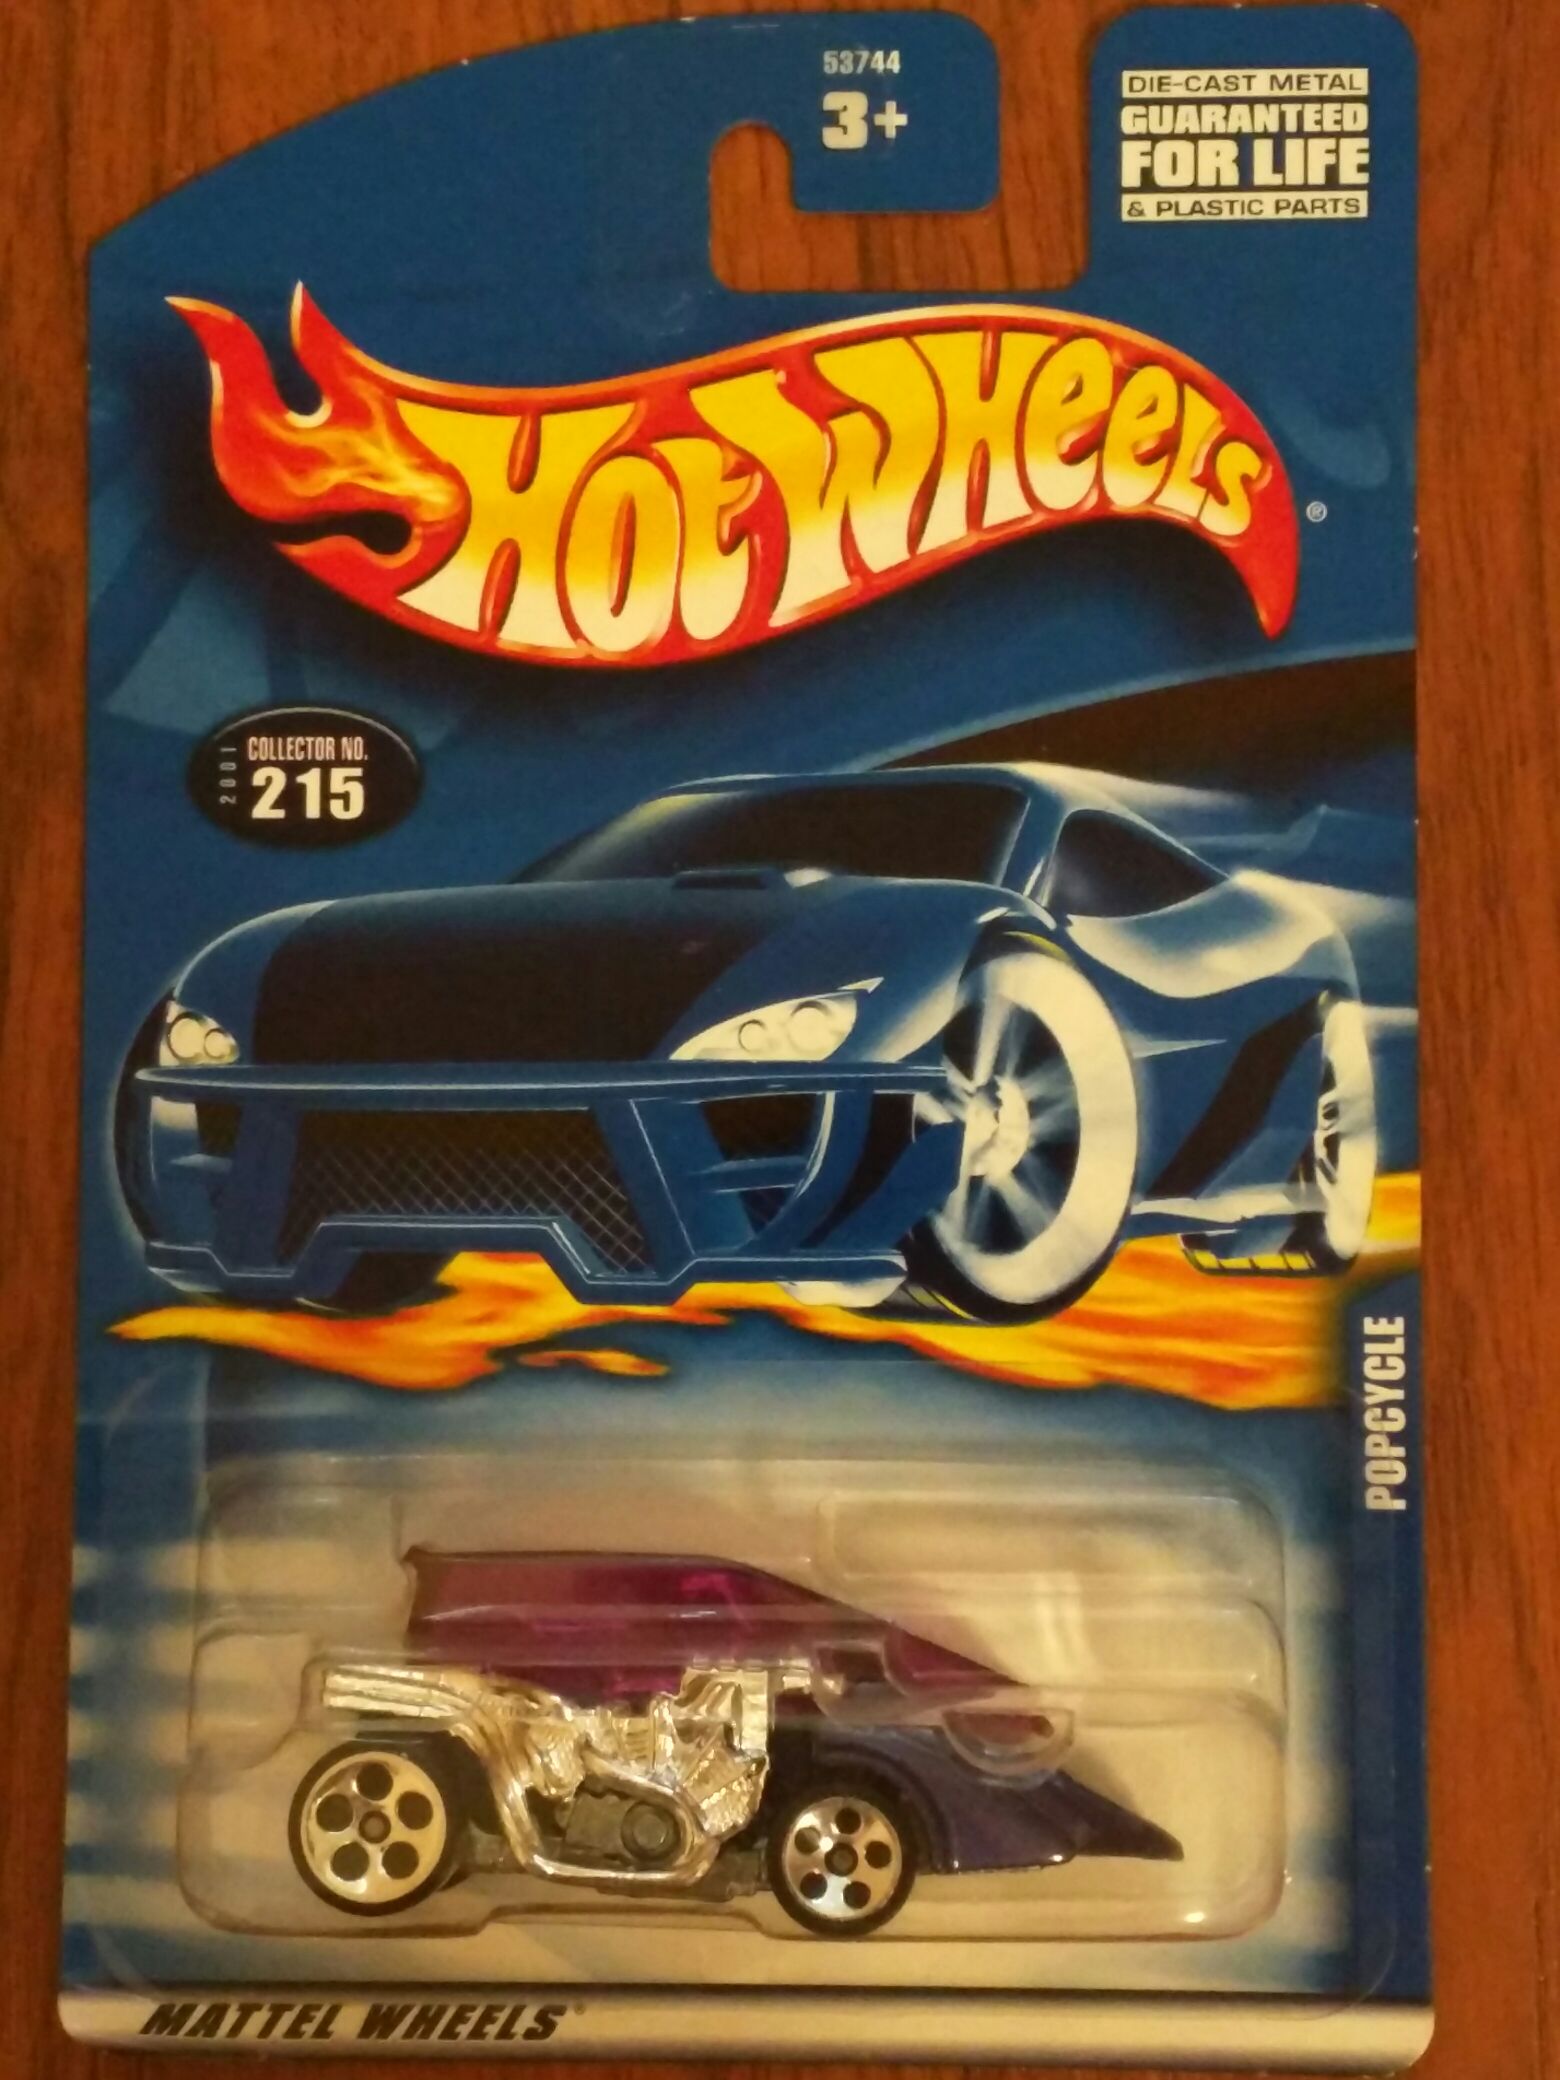 53744
3+
DIE-CAST METAL
GUARANTEED
FOR LIFE
& PLASTIC PARTS
HOT WHEELS®
2001
COLLECTOR NO.
215
POPCYCLE
MATTEL WHEELS®